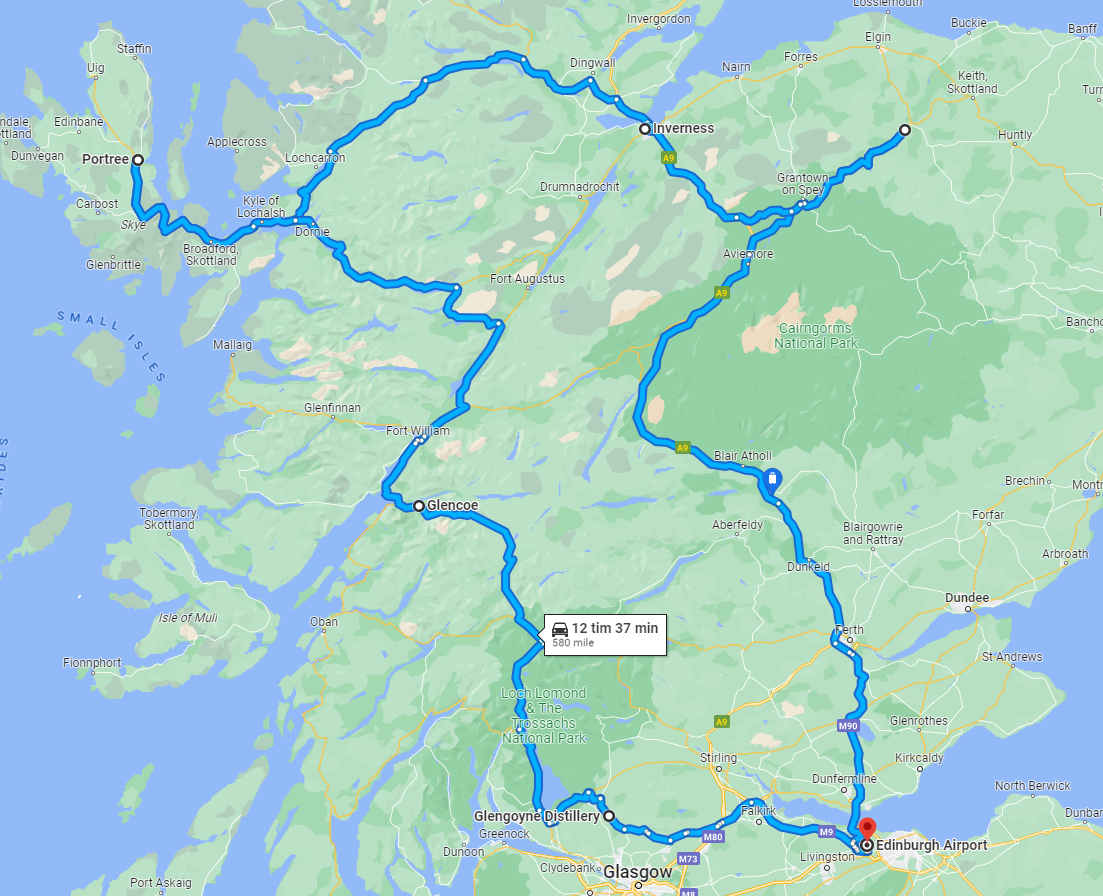 Lossiemouth
Invergordon
Buckie
Banff
Staffin
Elgin
Uig
Dingwall
Forres
Nairn
Keith,
Skottland
Edinbane
Inverness
Huntly
Applecross
Dunvegan
Portree
Lochcarron
A9
Drumnadrochit
Grantown
on Spey
Carbost
Kyle of
Lochalsh
Skye
Dornie
Broadford,
Skottland
Aviemore
Glenbrittle
Fort Augustus
A9
SMALL ISLES
Cairngorms
National Park
Mallaig
Glenfinnan
Fort William
A9
Blair Atholl
Brechin
Glencoe
Tobermory,
Skottland
Aberfeldy
Blairgowrie
and Rattray
Forfar
Arbroath
Dunkeld
Dundee
Isle of Mull
Oban
12 tim 37 min
580 mile
Perth
Fionnphort
St Andrews
Loch Lomond
& The
Trossachs
National Park
A9
M90
Glenrothes
Stirling
Kirkcaldy
Dunfermline
North Berwick
Glengoyne Distillery
Falkirk
Greenock
M80
M9
Edinburgh Airport
Dunoon
M73
Livingston
Clydebank
Glasgow
Port Askaig
M8